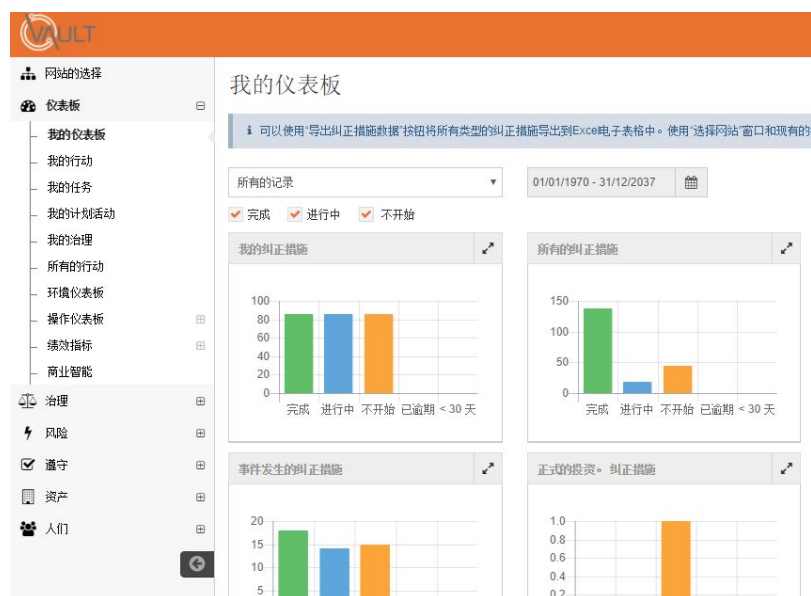 VAULT
网站的选择
仪表板
我的仪表板
我的行动
我的任务
我的计划活动
我的治理
所有的行动
环境仪表板
操作仪表板
绩效指标
商业智能
治理
风险
遵守
资产
人们
我的仪表板
i 可以使用"导出纠正措施数据"按钮将所有类型的纠正措施导出到Excel电子表格中。使用"选择网站"窗口和现有的
所有的记录
01/01/1970 - 31/12/2037
完成 进行中 不开始
我的纠正措施
100
80
60
40
20
0
完成 进行中 不开始 已逾期 < 30 天
所有的纠正措施
150
100
50
0
完成 进行中 不开始 已逾期 < 30 天
事件发生的纠正措施
20
15
10
5
正式的投资。纠正措施
1.0
0.8
0.6
0.4
0.2